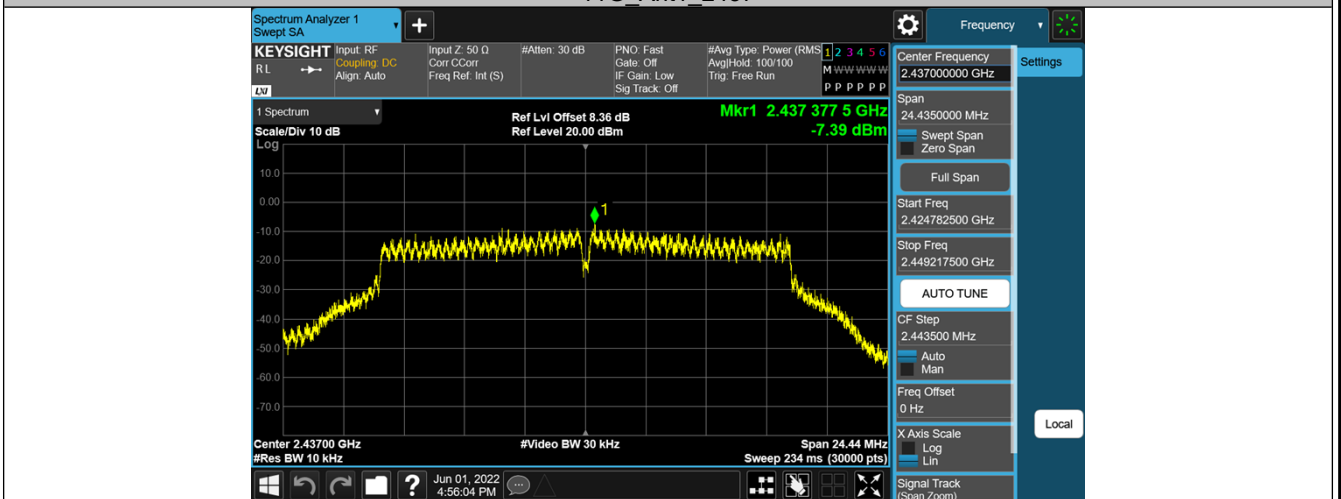 Spectrum Analyzer 1
Swept SA
+
Frequency
KEYSIGHT
R L
LXI
Input: RF
Coupling: DC
Align: Auto
Input Z: 50 Ω
Corr CCorr
Freq Ref: Int (S)
#Atten: 30 dB
PNO: Fast
Gate: Off
IF Gain: Low
Sig Track: Off
#Avg Type: Power (RMS
Avg|Hold: 100/100
Trig: Free Run
1 2 3 4 5 6
M W W W W W
P P P P P P
1 Spectrum
Scale/Div 10 dB
Ref Lvl Offset 8.36 dB
Ref Level 20.00 dBm
Mkr1 2.437 377 5 GHz
-7.39 dBm
Log
10.0
0.00
-10.0
-20.0
-30.0
-40.0
-50.0
-60.0
-70.0
1
Center 2.43700 GHz
#Res BW 10 kHz
#Video BW 30 kHz
Span 24.44 MHz
Sweep 234 ms (30000 pts)
Center Frequency
2.437000000 GHz
Settings
Span
24.4350000 MHz
Swept Span
Zero Span
Full Span
Start Freq
2.424782500 GHz
Stop Freq
2.449217500 GHz
AUTO TUNE
CF Step
2.443500 MHz
Auto
Man
Freq Offset
0 Hz
X Axis Scale
Log
Lin
Local
Signal Track
(Span Zoom)
?
Jun 01, 2022
4:56:04 PM